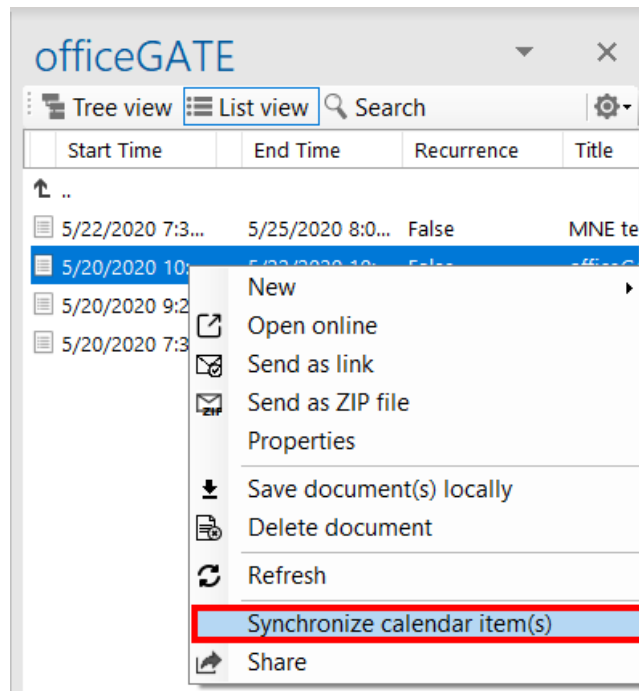 officeGATE
Tree view List view Search
Start Time End Time Recurrence Title
..
5/22/2020 7:3... 5/25/2020 8:0... False MNE te
5/20/2020 10:
5/20/2020 9:2
5/20/2020 7:3
New
Open online
Send as link
ZIP Send as ZIP file
Properties
Save document(s) locally
Delete document
Refresh
Synchronize calendar item(s)
Share